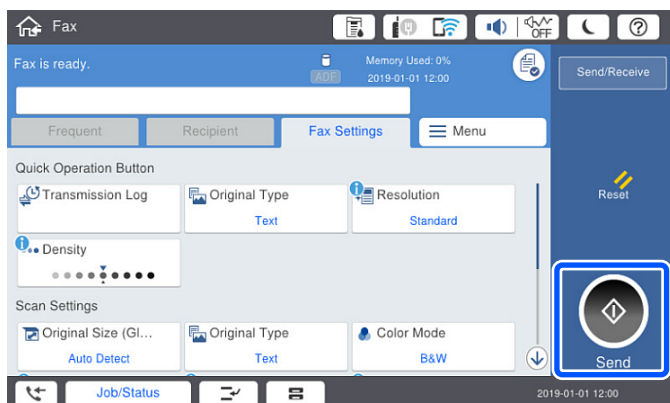 Fax
OFF
Fax is ready.
ADF
Memory Used: 0%
2019-01-01 12:00
Send/Receive
Frequent
Recipient
Fax Settings
Menu
Quick Operation Button
Transmission Log
Original Type
Text
Resolution
Standard
Reset
Density
Scan Settings
Original Size (Gl...
Auto Detect
Original Type
Text
Color Mode
B&W
Send
Job/Status
2019-01-01 12:00